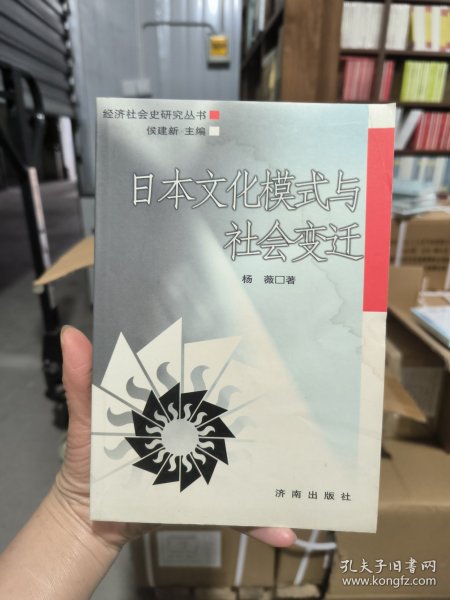 经济社会史研究丛书
侯建新 主编
日本文化模式与
社会变迁
杨 薇□著
济南出版社
孔夫子旧书网
www.kongfz.com